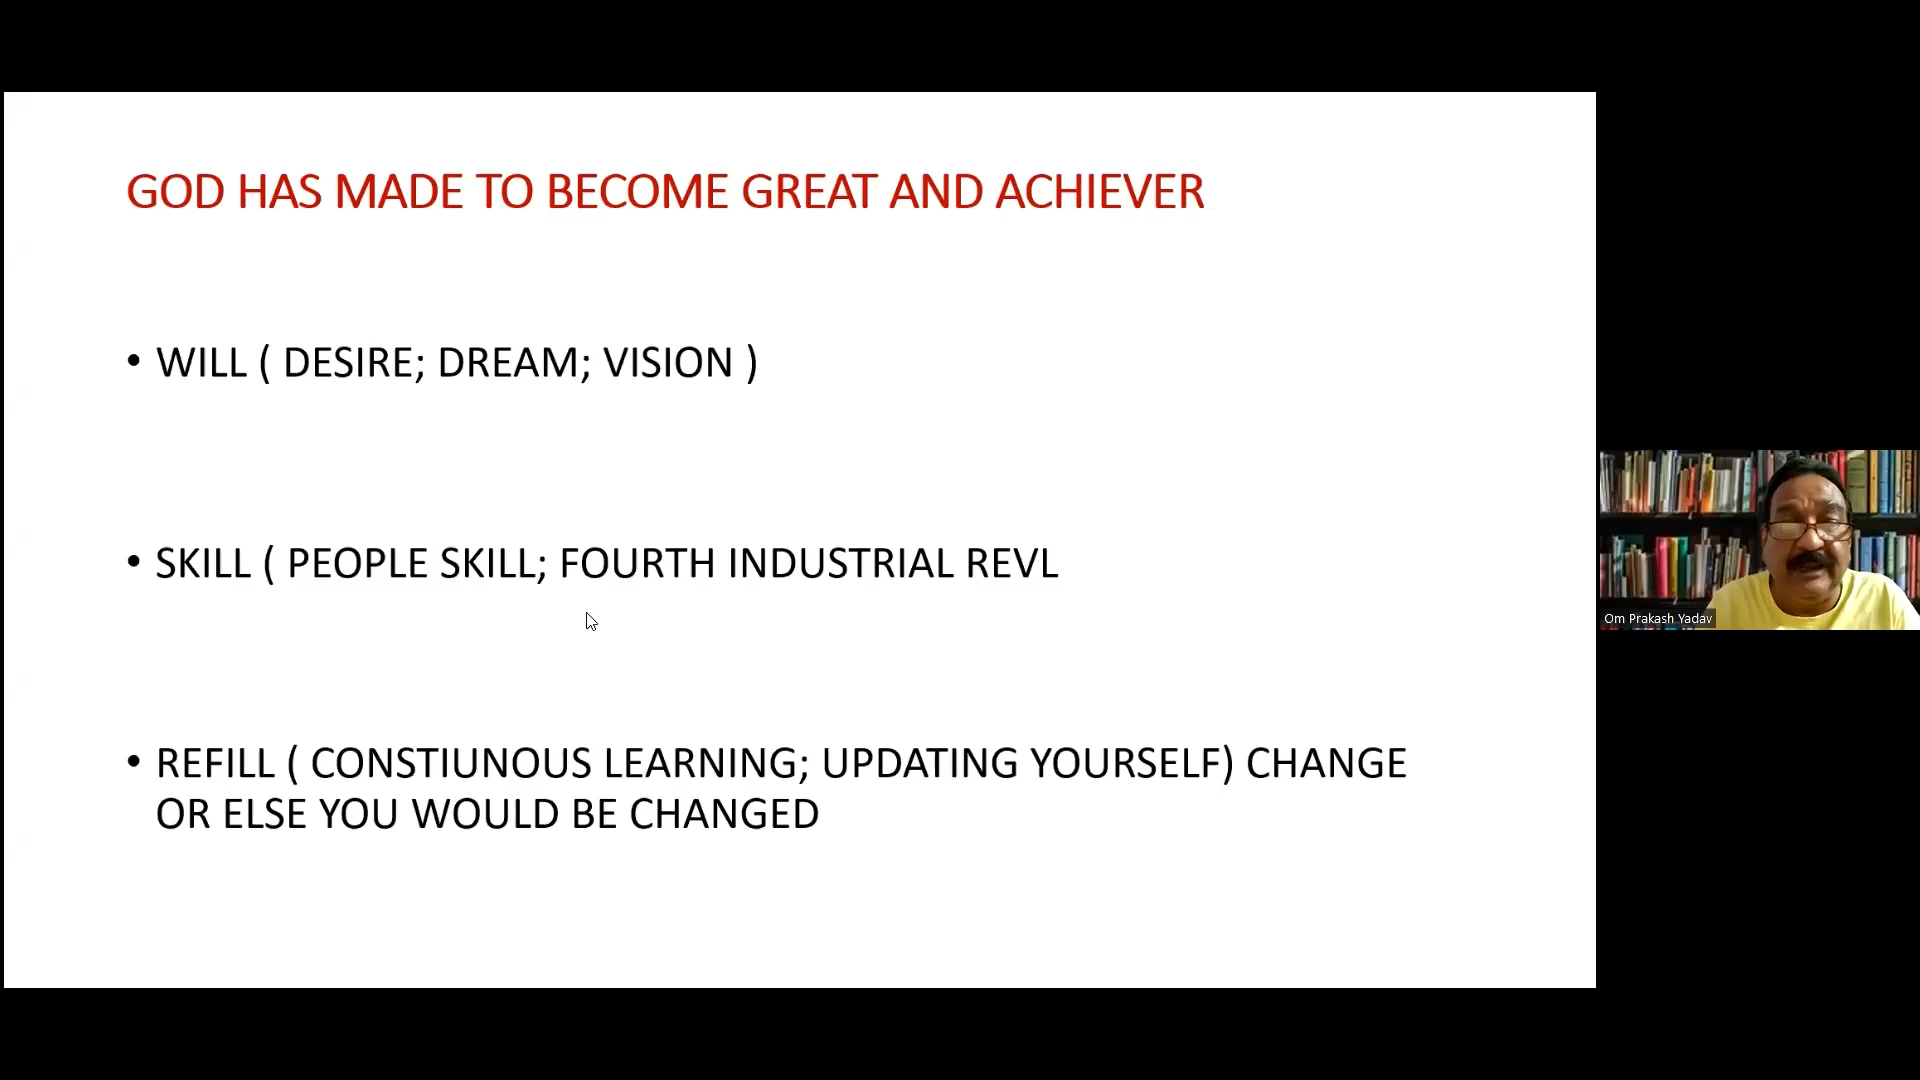 GOD HAS MADE TO BECOME GREAT AND ACHIEVER
• WILL ( DESIRE; DREAM; VISION )
• SKILL ( PEOPLE SKILL; FOURTH INDUSTRIAL REVL
• REFILL ( CONSTIUNOUS LEARNING; UPDATING YOURSELF) CHANGE
OR ELSE YOU WOULD BE CHANGED
Om Prakash Yadav